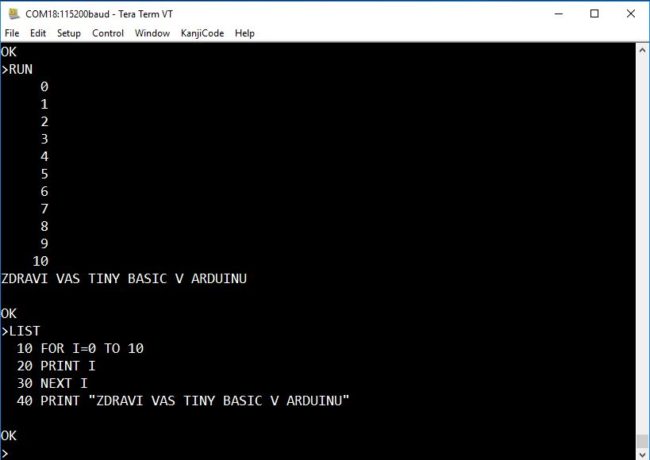 COM18:115200baud - Tera Term VT
File Edit Setup Control Window KanjiCode Help
OK
>RUN
0
1
2
3
4
5
6
7
8
9
10
ZDRAVI VAS TINY BASIC V ARDUINU
OK
>LIST
10 FOR I=0 TO 10
20 PRINT I
30 NEXT I
40 PRINT "ZDRAVI VAS TINY BASIC V ARDUINU"
OK
>